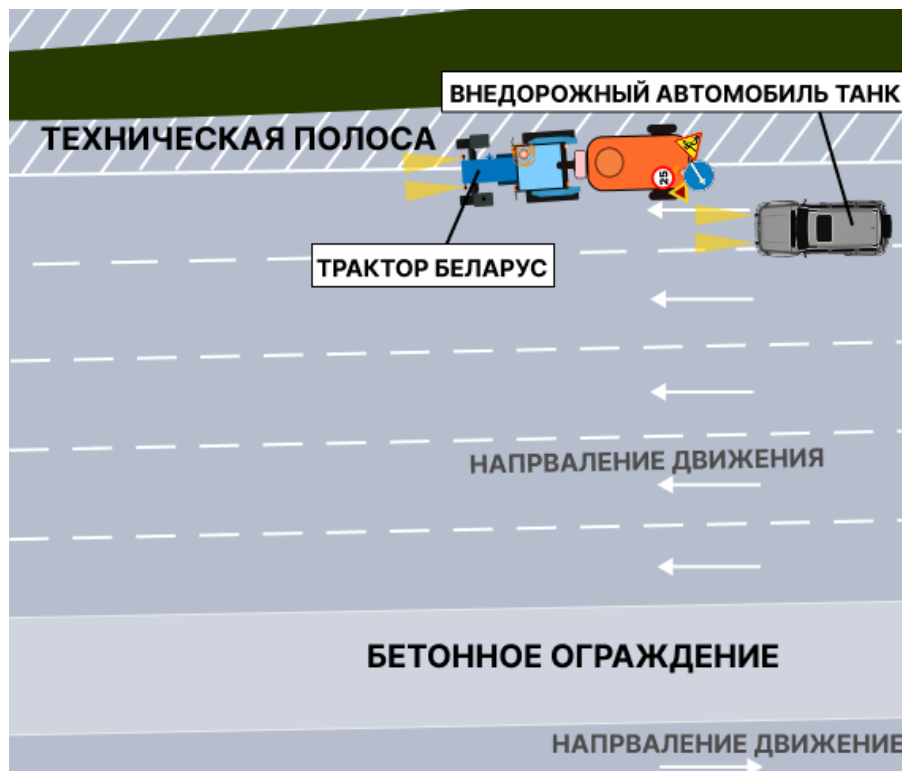 ВНЕДОРОЖНЫЙ АВТОМОБИЛЬ ТАНК
ТЕХНИЧЕСКАЯ ПОЛОСА
25
ТРАКТОР БЕЛАРУС
НАПРВАЛЕНИЕ ДВИЖЕНИЯ
БЕТОННОЕ ОГРАЖДЕНИЕ
НАПРВАЛЕНИЕ ДВИЖЕНИЕ